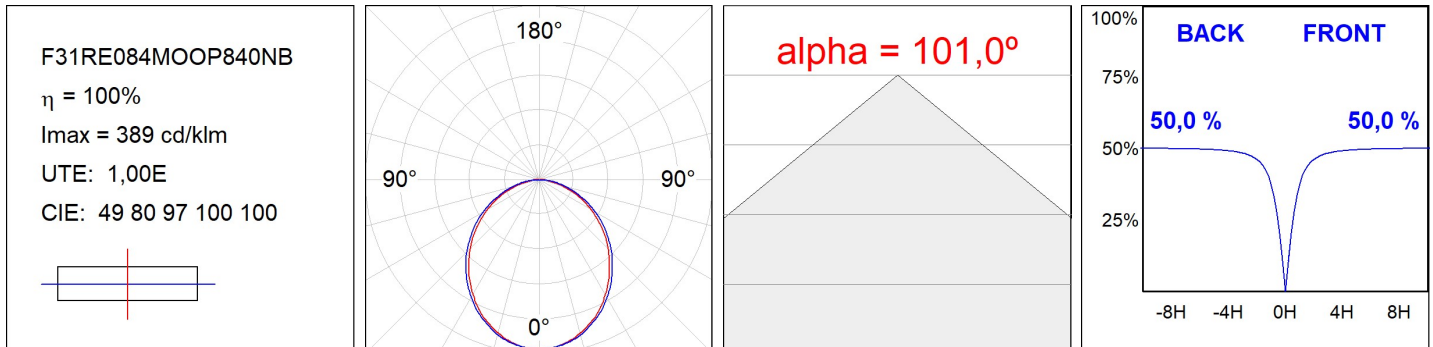 F31RE084MOOP840NB
η = 100%
Imax = 389 cd/klm
UTE: 1,00E
CIE: 49 80 97 100 100
180°
90° 90°
0°
alpha = 101,0º
100%
BACK FRONT
75%
50,0 % 50,0 %
50%
25%
-8H -4H 0H 4H 8H